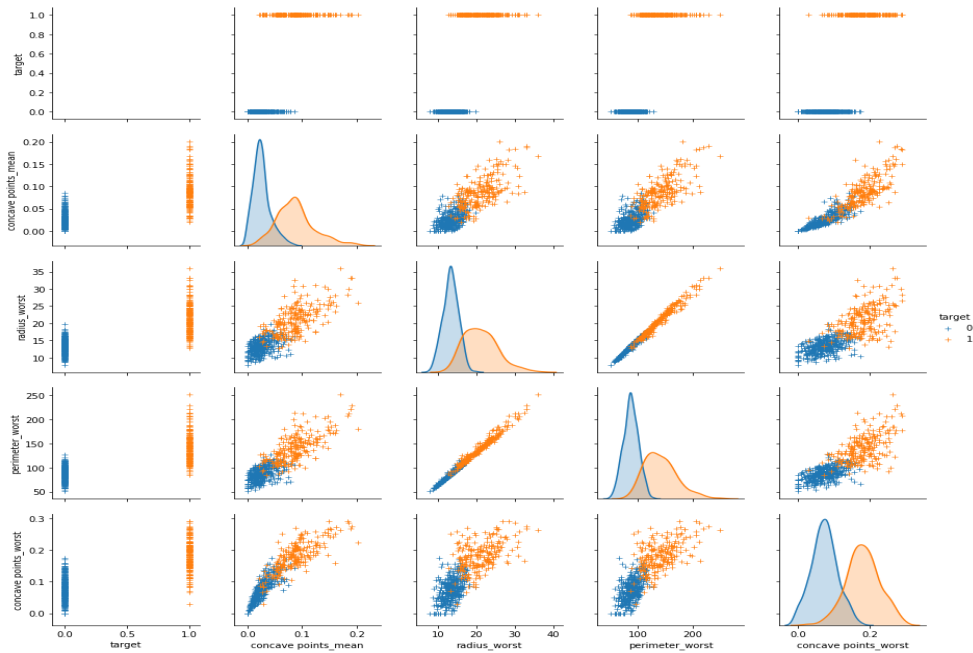 1.0
0.8
0.6
0.4
0.2
0.0
target
0.20
0.15
0.10
0.05
0.00
concave points_mean
35
30
25
20
15
10
radius_worst
target
0
1
250
200
150
100
50
perimeter_worst
0.3
0.2
0.1
0.0
concave points_worst
0.0 0.5 1.0
0.0 0.1 0.2
10 20 30 40
100 200
0.0 0.2
target
concave points_mean
radius_worst
perimeter_worst
concave points_worst